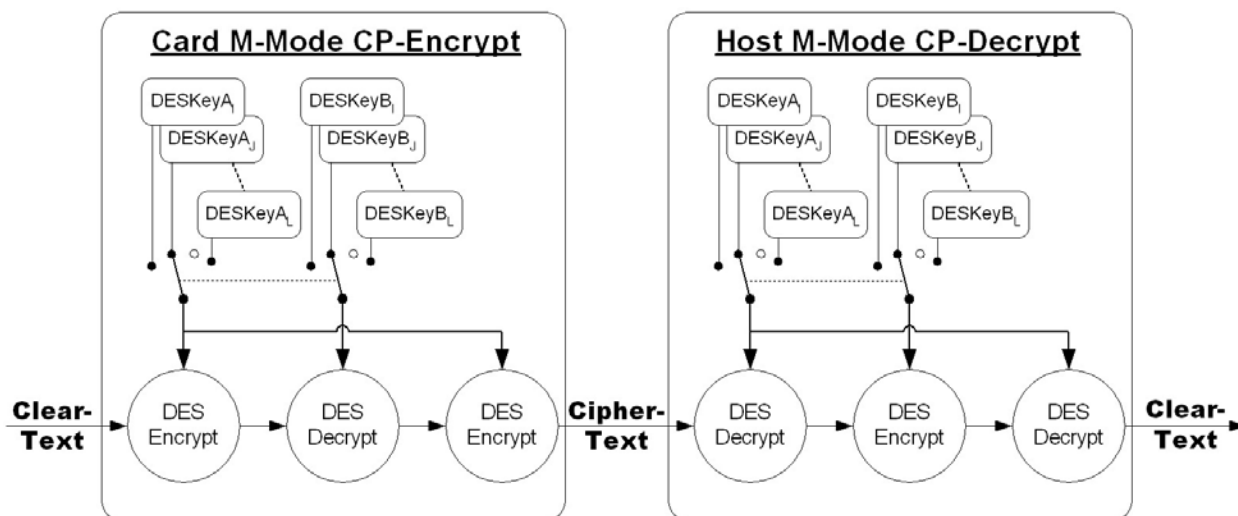 Card M-Mode CP-Encrypt
DESKeyA_I
DESKeyB_I
DESKeyA_J
DESKeyB_J
DESKeyA_L
DESKeyB_L
Clear-
Text
DES
Encrypt
DES
Decrypt
DES
Encrypt
Cipher-
Text
Host M-Mode CP-Decrypt
DESKeyA_I
DESKeyB_I
DESKeyA_J
DESKeyB_J
DESKeyA_L
DESKeyB_L
DES
Decrypt
DES
Encrypt
DES
Decrypt
Clear-
Text